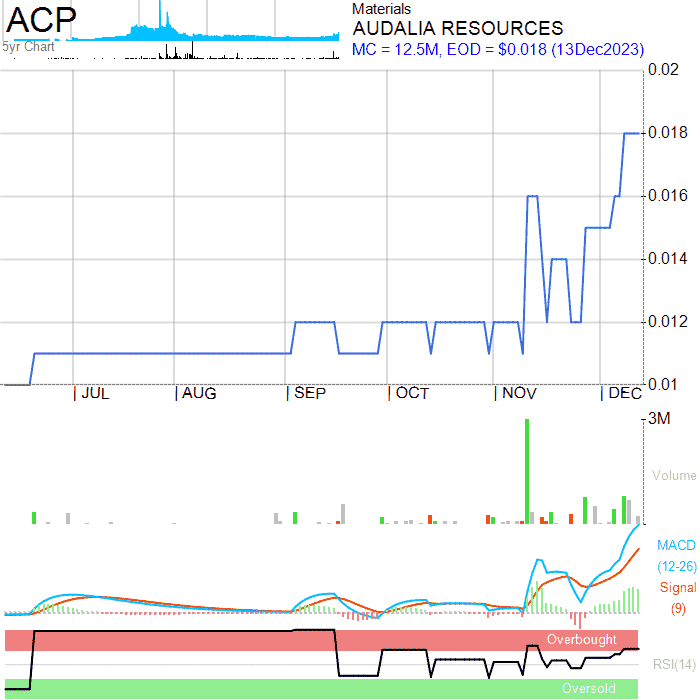 ACP
5yr Chart
Materials
AUDALIA RESOURCES
MC = 12.5M, EOD = $0.018 (13Dec2023)
0.02
0.018
0.016
0.014
0.012
0.01
JUL AUG SEP OCT NOV DEC
3M
Volume
MACD
(12-26)
Signal
(9)
Overbought
RSI(14)
Oversold